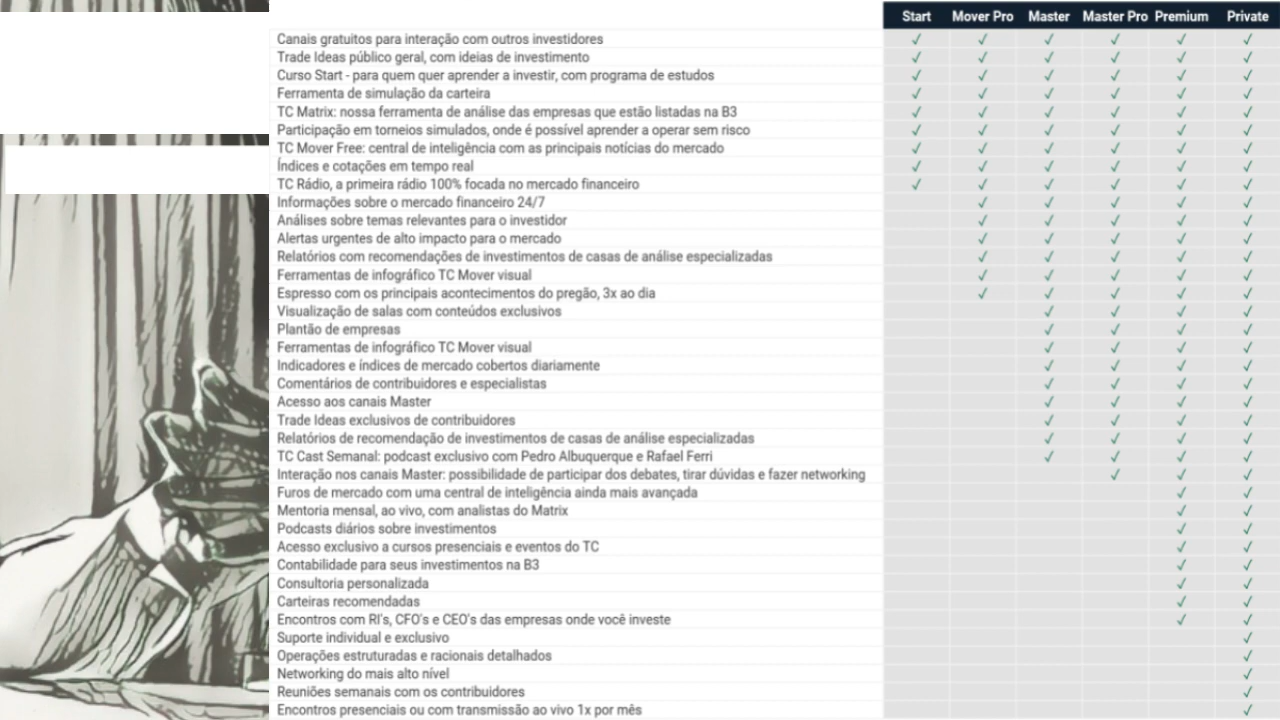 Start Mover Pro Master Master Pro Premium Private
Canais gratuitos para interação com outros investidores ✓ ✓ ✓ ✓ ✓ ✓
Trade Ideas público geral, com ideias de investimento ✓ ✓ ✓ ✓ ✓ ✓
Curso Start - para quem quer aprender a investir, com programa de estudos ✓ ✓ ✓ ✓ ✓ ✓
Ferramenta de simulação da carteira ✓ ✓ ✓ ✓ ✓ ✓
TC Matrix: nossa ferramenta de análise das empresas que estão listadas na B3 ✓ ✓ ✓ ✓ ✓ ✓
Participação em torneios simulados, onde é possível aprender a operar sem risco ✓ ✓ ✓ ✓ ✓ ✓
TC Mover Free: central de inteligência com as principais notícias do mercado ✓ ✓ ✓ ✓ ✓ ✓
Índices e cotações em tempo real ✓ ✓ ✓ ✓ ✓ ✓
TC Rádio, a primeira rádio 100% focada no mercado financeiro ✓ ✓ ✓ ✓ ✓ ✓
Informações sobre o mercado financeiro 24/7 ✓ ✓ ✓ ✓ ✓
Análises sobre temas relevantes para o investidor ✓ ✓ ✓ ✓ ✓
Alertas urgentes de alto impacto para o mercado ✓ ✓ ✓ ✓ ✓
Relatórios com recomendações de investimentos de casas de análise especializadas ✓ ✓ ✓ ✓ ✓
Ferramentas de infográfico TC Mover visual ✓ ✓ ✓ ✓ ✓
Espresso com os principais acontecimentos do pregão, 3x ao dia ✓ ✓ ✓ ✓ ✓
Visualização de salas com conteúdos exclusivos ✓ ✓ ✓ ✓
Plantão de empresas ✓ ✓ ✓ ✓
Ferramentas de infográfico TC Mover visual ✓ ✓ ✓ ✓
Indicadores e índices de mercado cobertos diariamente ✓ ✓ ✓ ✓
Comentários de contribuidores e especialistas ✓ ✓ ✓ ✓
Acesso aos canais Master ✓ ✓ ✓ ✓
Trade Ideas exclusivos de contribuidores ✓ ✓ ✓ ✓
Relatórios de recomendação de investimentos de casas de análise especializadas ✓ ✓ ✓ ✓
TC Cast Semanal: podcast exclusivo com Pedro Albuquerque e Rafael Ferri ✓ ✓ ✓ ✓
Interação nos canais Master: possibilidade de participar dos debates, tirar dúvidas e fazer networking ✓ ✓ ✓
Furos de mercado com uma central de inteligência ainda mais avançada ✓ ✓
Mentoria mensal, ao vivo, com analistas do Matrix ✓ ✓
Podcasts diários sobre investimentos ✓ ✓
Acesso exclusivo a cursos presenciais e eventos do TC ✓ ✓
Contabilidade para seus investimentos na B3 ✓ ✓
Consultoria personalizada ✓ ✓
Carteiras recomendadas ✓ ✓
Encontros com RI's, CFO's e CEO's das empresas onde você investe ✓ ✓
Suporte individual e exclusivo ✓
Operações estruturadas e racionais detalhados ✓
Networking do mais alto nível ✓
Reuniões semanais com os contribuidores ✓
Encontros presenciais ou com transmissão ao vivo 1x por mês ✓